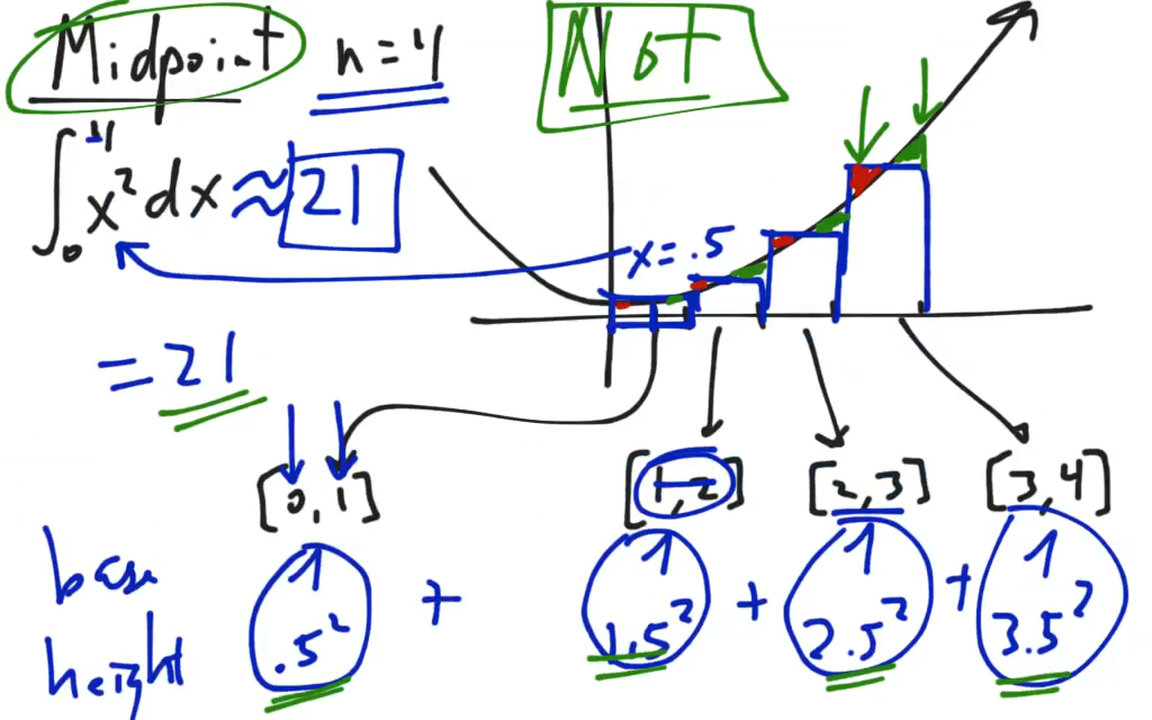 Midpoint n = 4
Not
∫₀⁴ x² dx ≈ 21
x = .5
= 21
[0, 1] [1, 2] [2, 3] [3, 4]
base 1 + 1 + 1 + 1
height .5² 1.5² 2.5² 3.5²